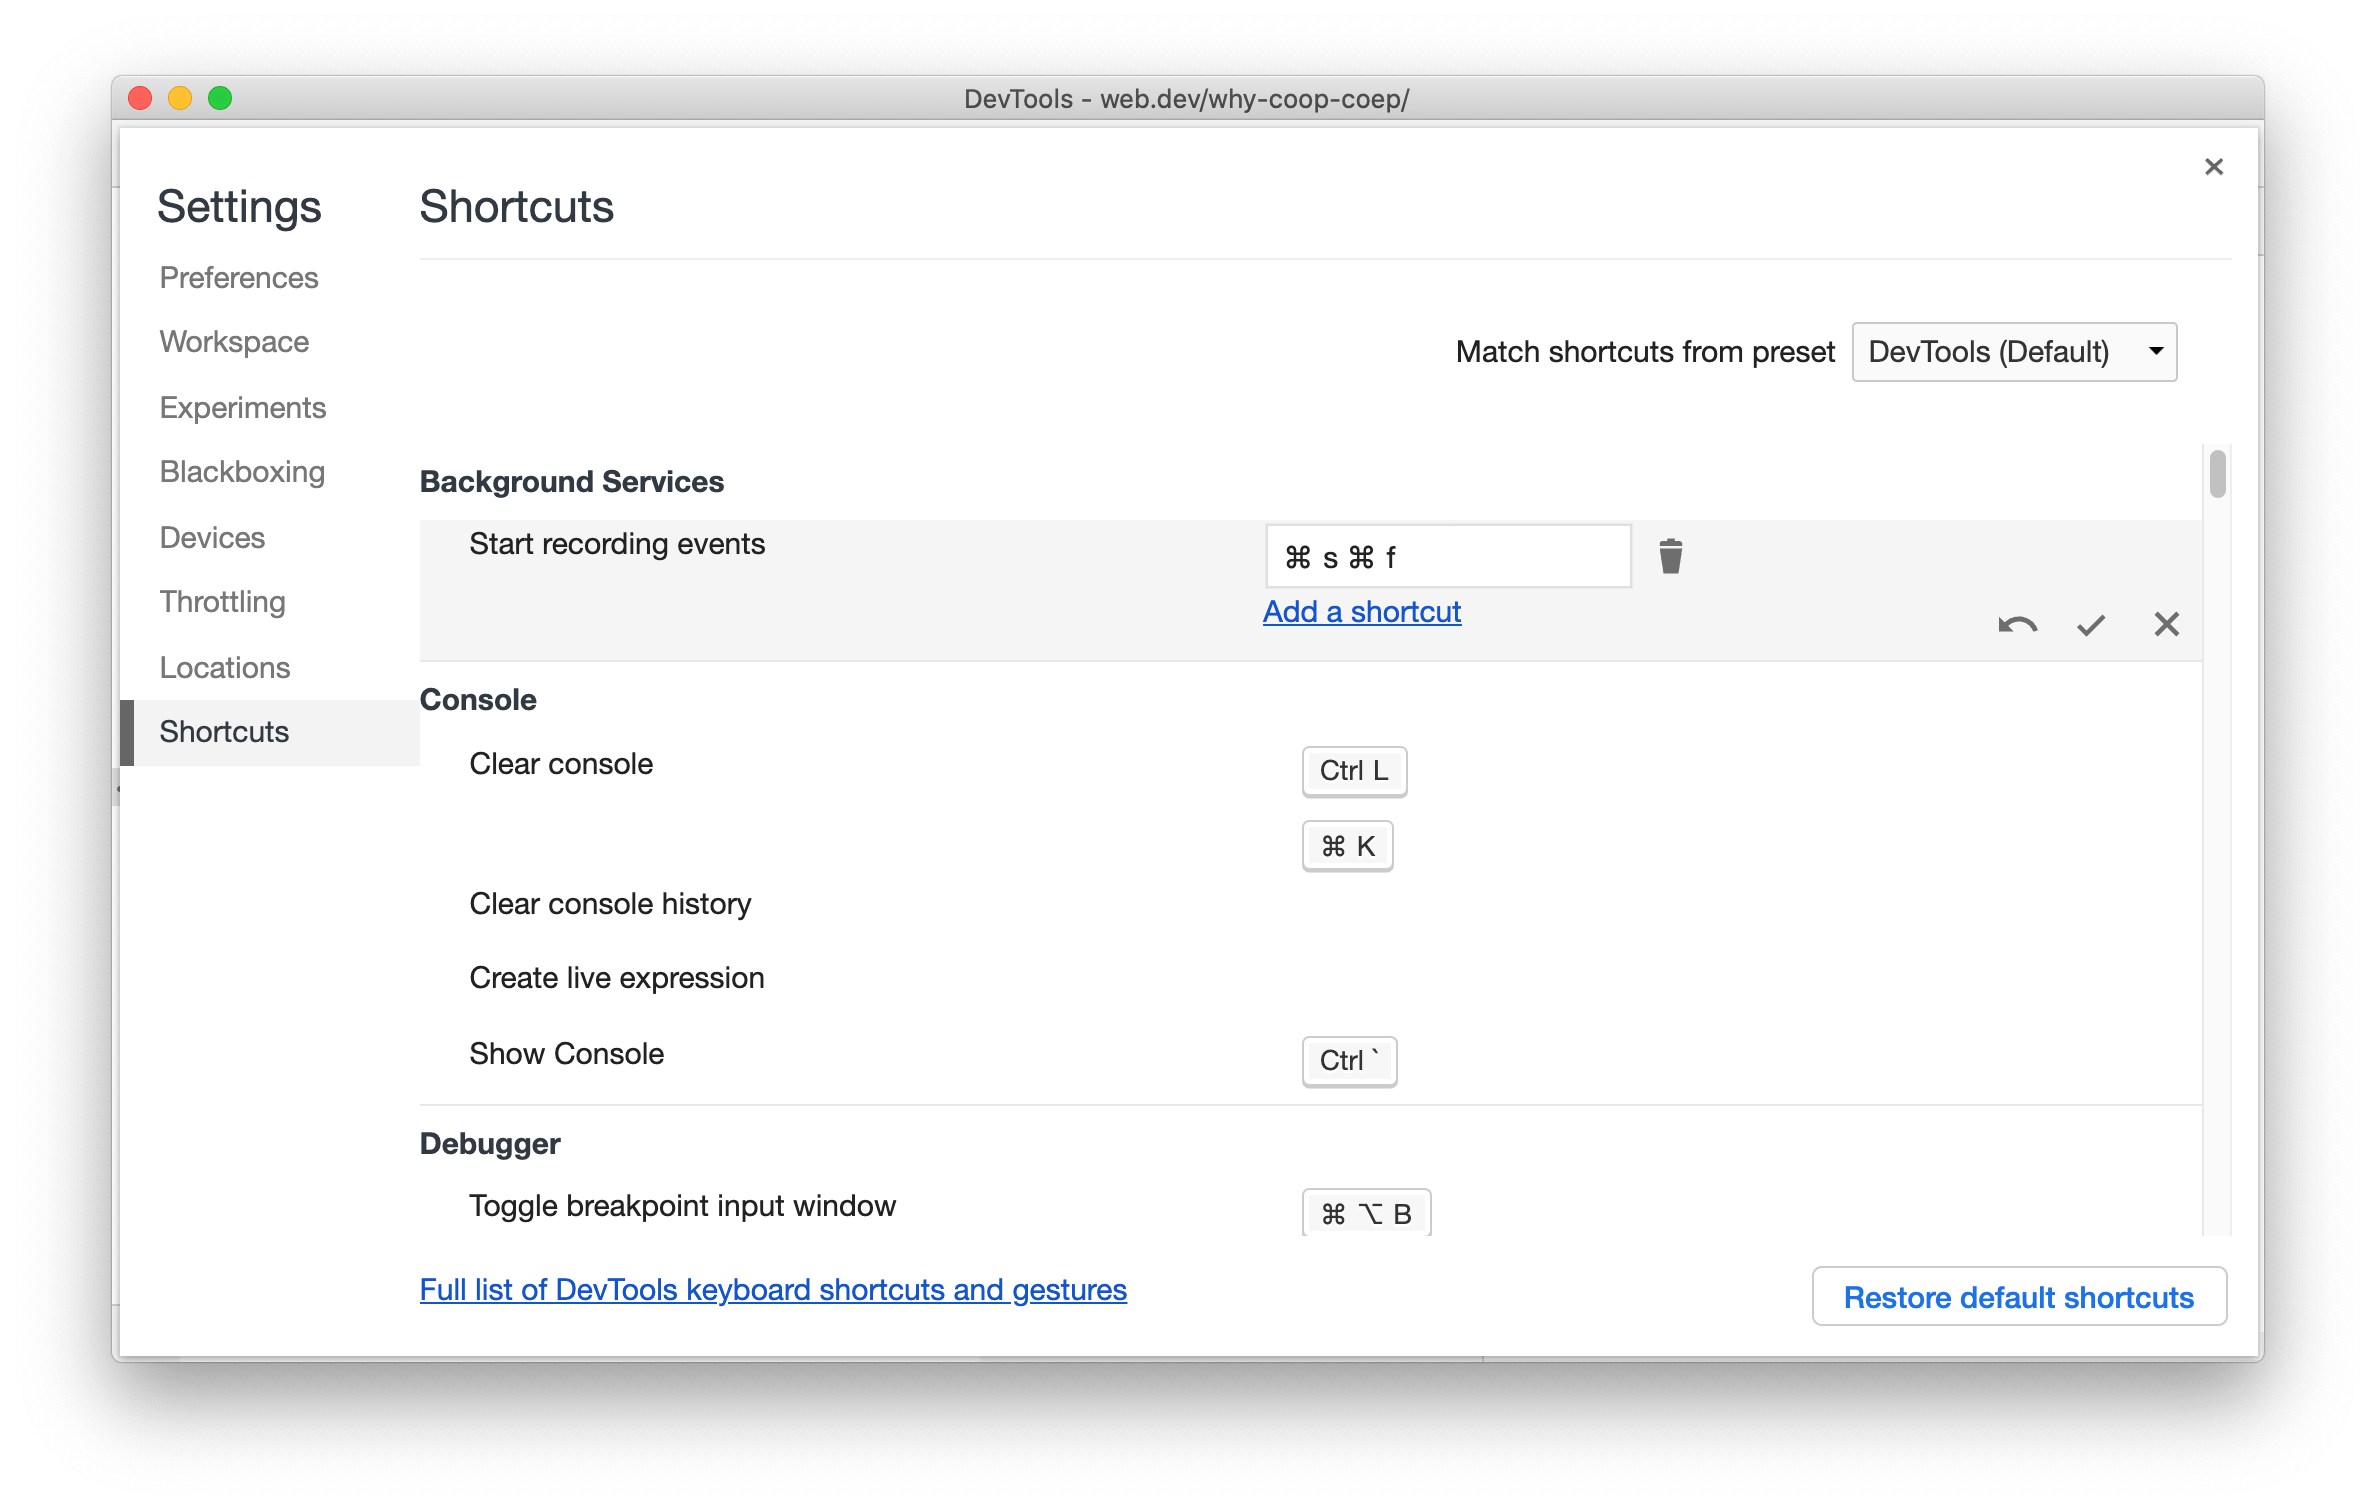 DevTools - web.dev/why-coop-coep/
Settings
Preferences
Workspace
Experiments
Blackboxing
Devices
Throttling
Locations
Shortcuts
Shortcuts
Match shortcuts from preset DevTools (Default)
Background Services
Start recording events ⌘ s ⌘ f
Add a shortcut
Console
Clear console Ctrl L
⌘ K
Clear console history
Create live expression
Show Console Ctrl `
Debugger
Toggle breakpoint input window ⌘ ⌥ B
Full list of DevTools keyboard shortcuts and gestures
Restore default shortcuts